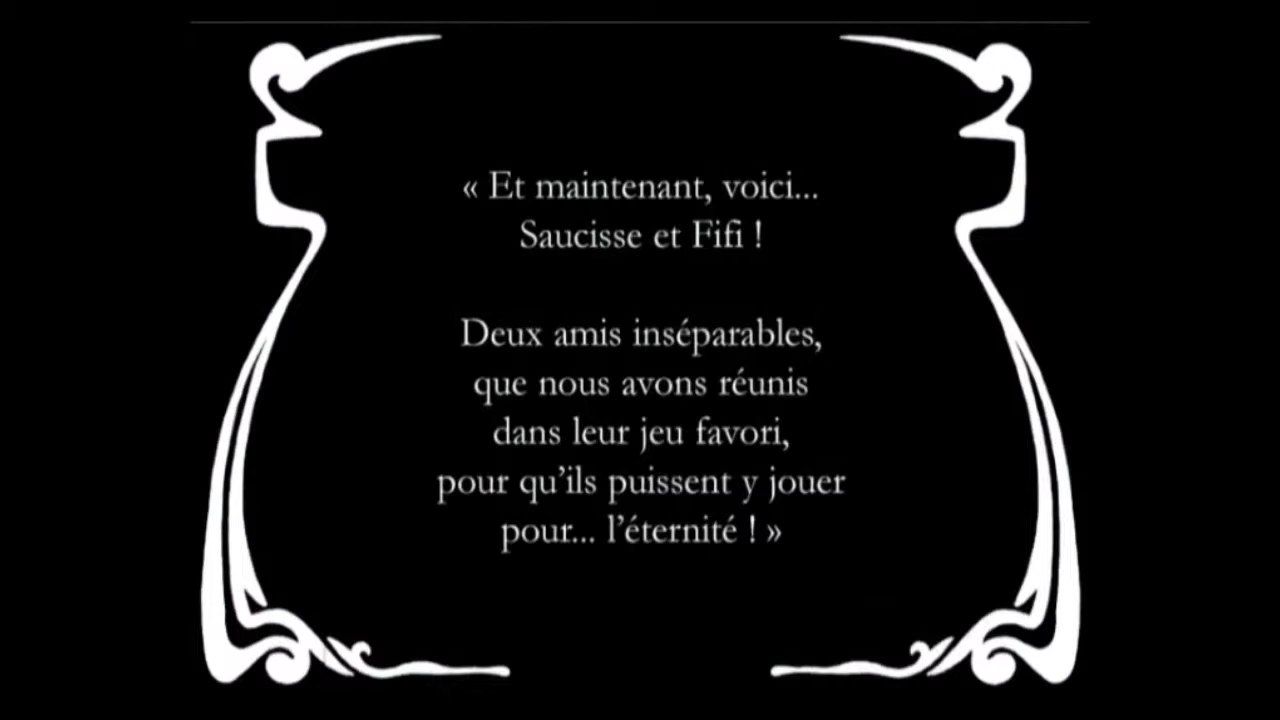 « Et maintenant, voici...
Saucisse et Fifi !
Deux amis inséparables,
que nous avons réunis
dans leur jeu favori,
pour qu’ils puissent y jouer
pour... l’éternité ! »